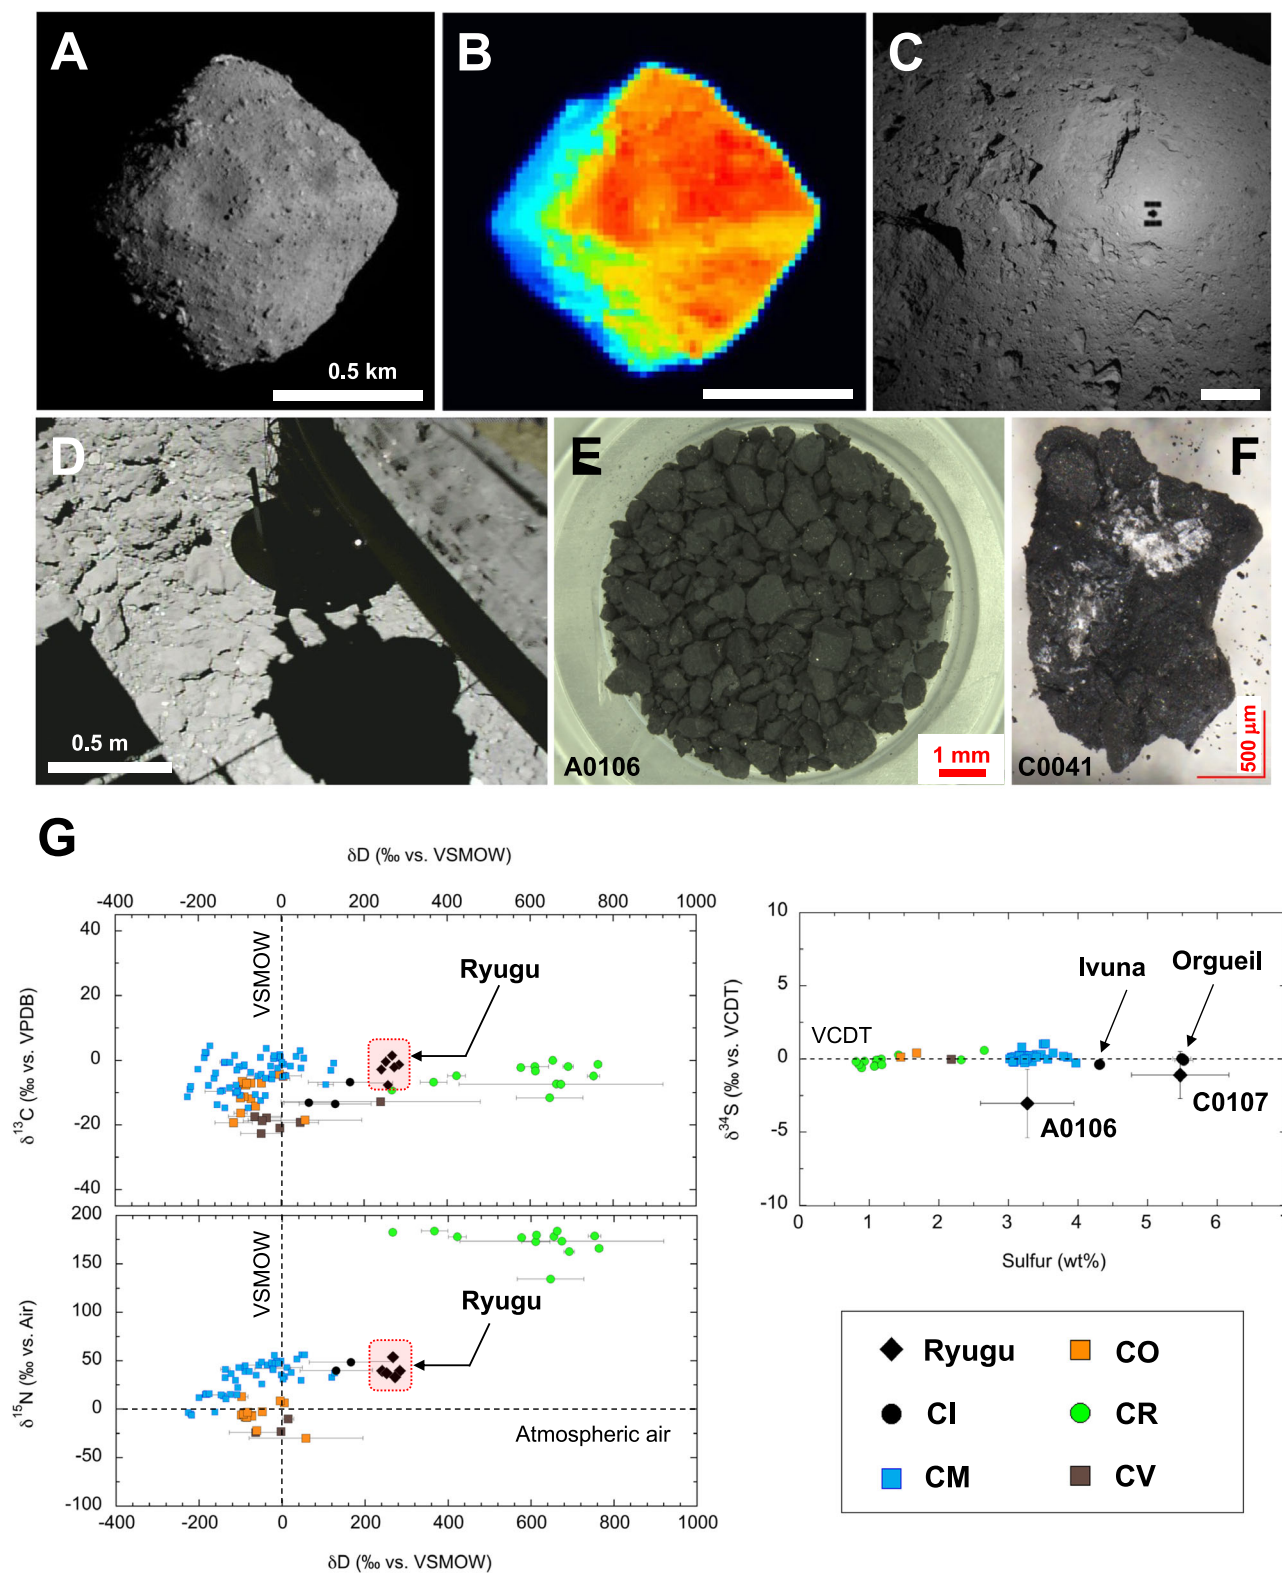 A
B
C
0.5 km
D
E
F
0.5 m
A0106
1 mm
C0041
500 µm
G
δD (‰ vs. VSMOW)
-400 -200 0 200 400 600 800 1000
δ¹³C (‰ vs. VPDB)
40
20
0
-20
-40
VSMOW
Ryugu
δ¹⁵N (‰ vs. Air)
200
150
100
50
0
-50
-100
VSMOW
Ryugu
Atmospheric air
-400 -200 0 200 400 600 800 1000
δD (‰ vs. VSMOW)
δ³⁴S (‰ vs. VCDT)
10
5
0
-5
-10
Ivuna
Orgueil
VCDT
A0106
C0107
0 1 2 3 4 5 6
Sulfur (wt%)
Ryugu
CO
CI
CR
CM
CV